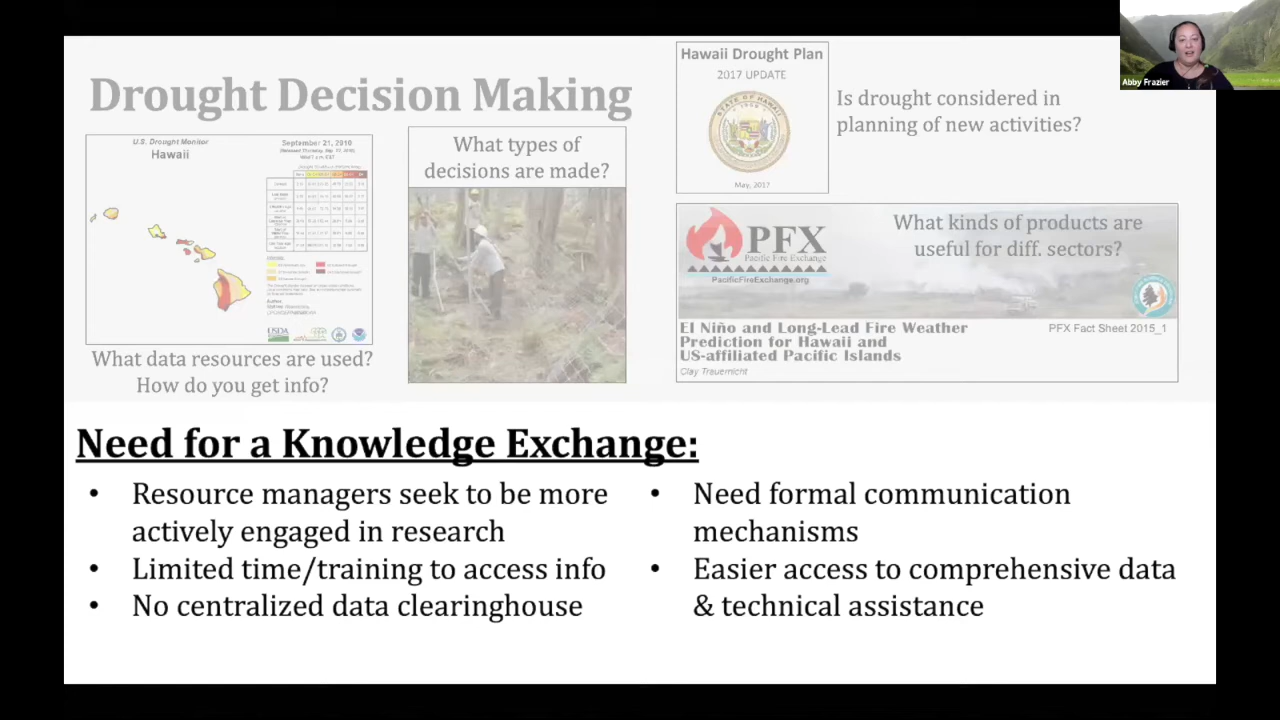 Abby Frazier
Drought Decision Making
U.S. Drought Monitor
Hawaii
September 21, 2010
What data resources are used?
How do you get info?
What types of
decisions are made?
Hawaii Drought Plan
2017 UPDATE
May, 2017
Is drought considered in
planning of new activities?
PFX
Pacific Fire Exchange
PacificFireExchange.org
What kinds of products are
useful for diff. sectors?
El Niño and Long-Lead Fire Weather
Prediction for Hawaii and
US-affiliated Pacific Islands
PFX Fact Sheet 2015_1
Clay Trauernicht
USDA
Need for a Knowledge Exchange:
• Resource managers seek to be more
actively engaged in research
• Limited time/training to access info
• No centralized data clearinghouse
• Need formal communication
mechanisms
• Easier access to comprehensive data
& technical assistance